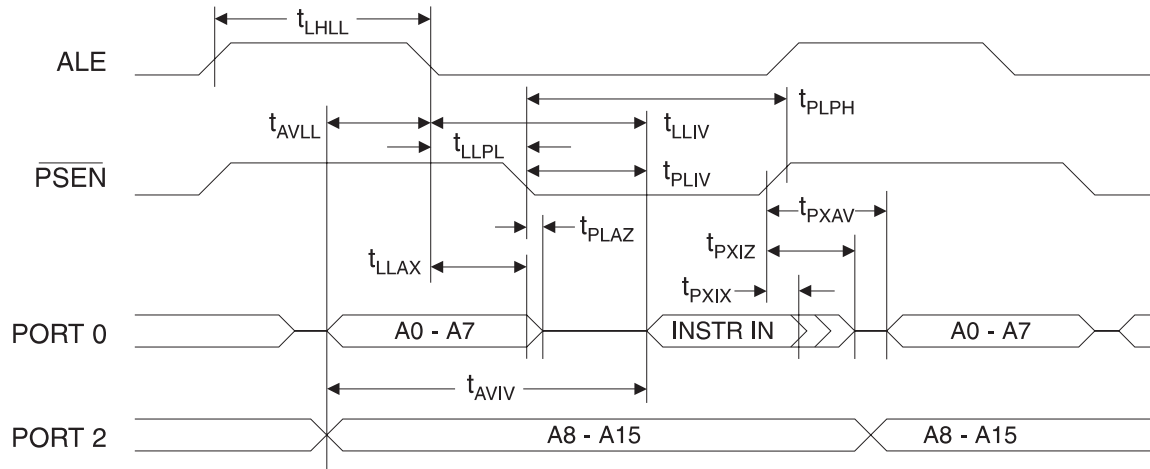 tLHLL
ALE
tPLPH
tAVLL
tLLIV
tLLPL
PSEN
tPLIV
tPXAV
tPLAZ
tPXIZ
tLLAX
tPXIX
PORT 0
A0 - A7
INSTR IN
A0 - A7
tAVIV
PORT 2
A8 - A15
A8 - A15